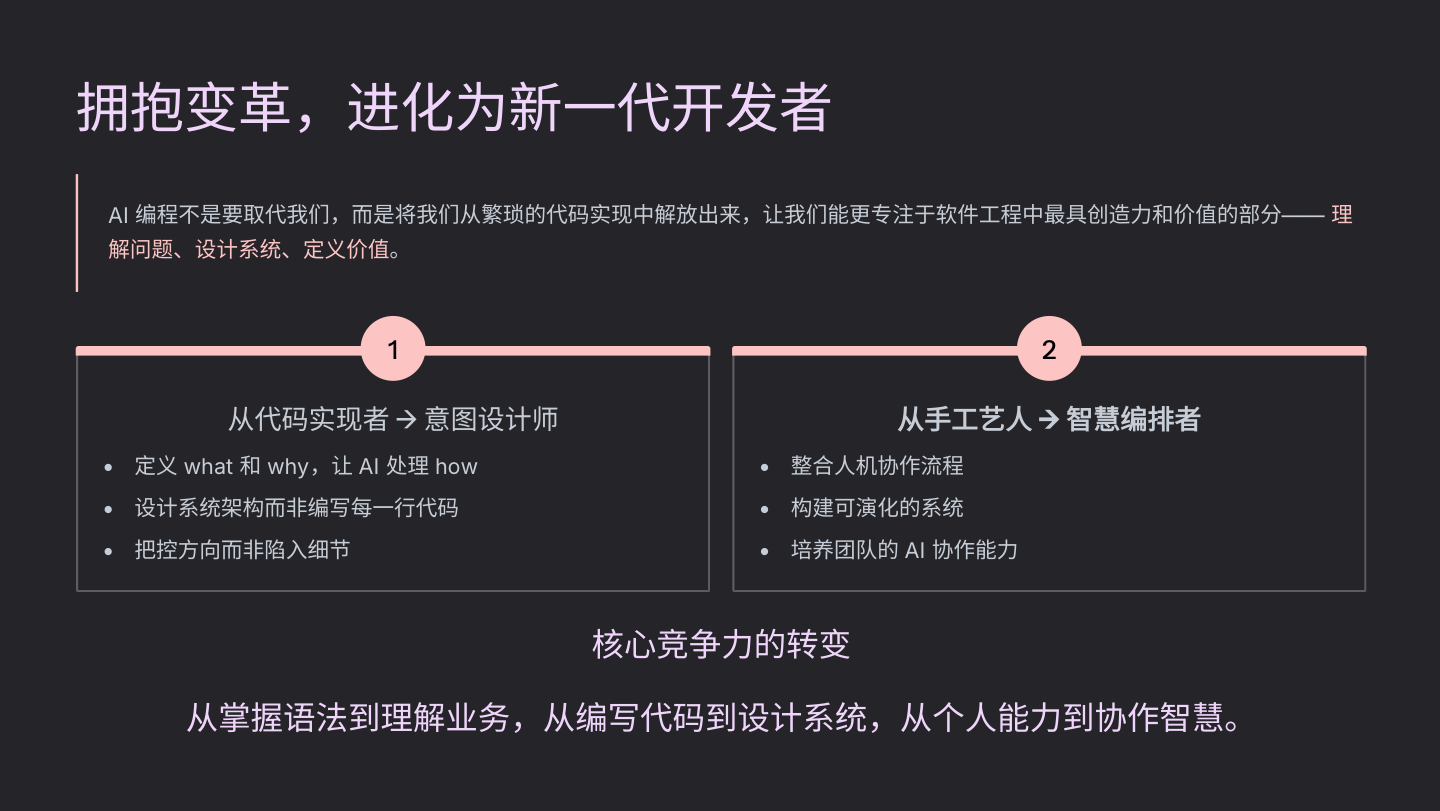 拥抱变革，进化为新一代开发者
AI 编程不是要取代我们，而是将我们从繁琐的代码实现中解放出来，让我们能更专注于软件工程中最具创造力和价值的部分—— 理
解问题、设计系统、定义价值。
1
从代码实现者 → 意图设计师
• 定义 what 和 why，让 AI 处理 how
• 设计系统架构而非编写每一行代码
• 把控方向而非陷入细节
2
从手工艺人 → 智慧编排者
• 整合人机协作流程
• 构建可演化的系统
• 培养团队的 AI 协作能力
核心竞争力的转变
从掌握语法到理解业务，从编写代码到设计系统，从个人能力到协作智慧。